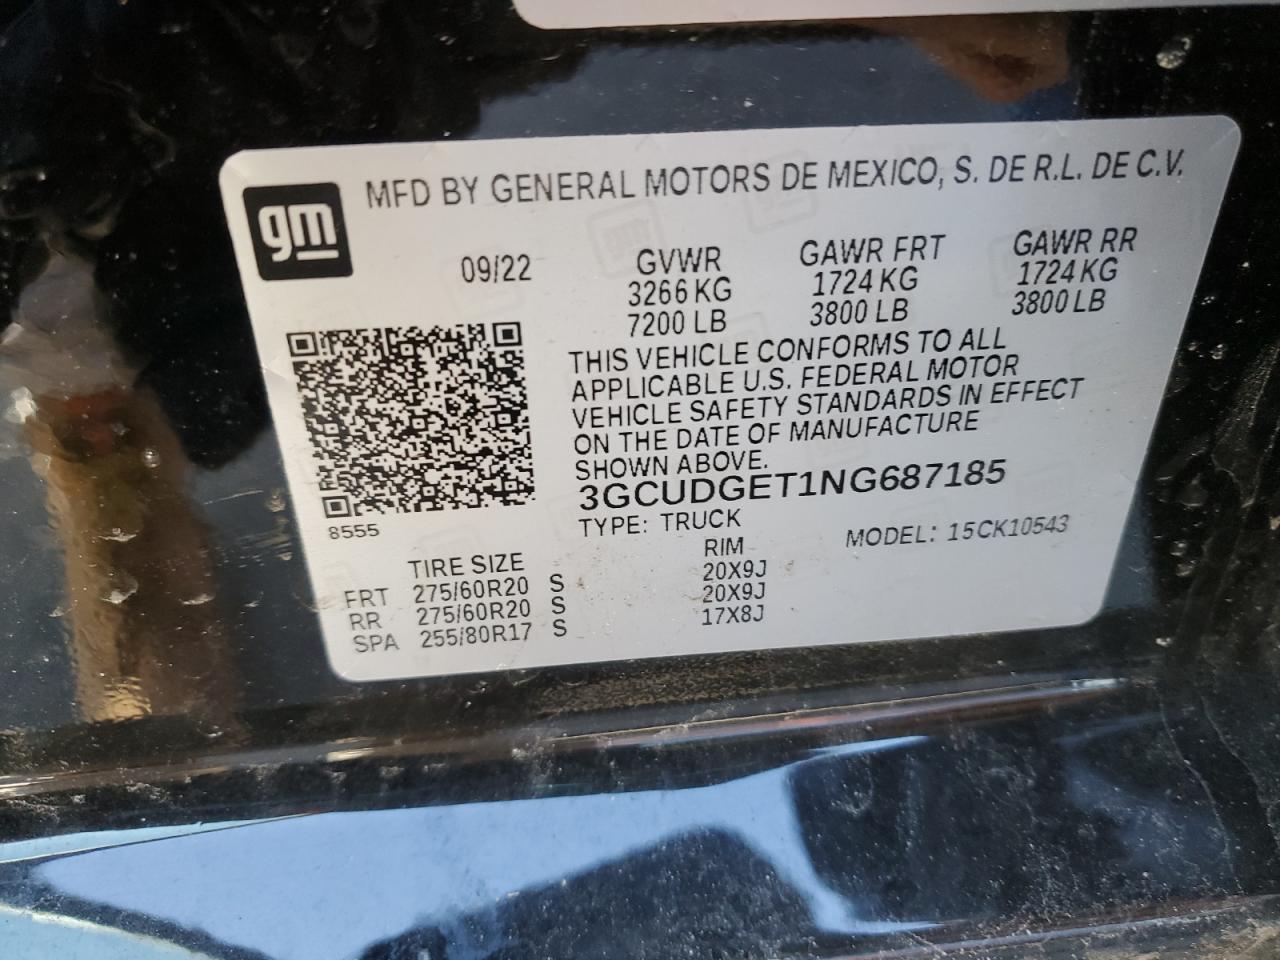 gm
MFD BY GENERAL MOTORS DE MEXICO, S. DE R.L. DE C.V.
09/22 GVWR GAWR FRT GAWR RR
3266 KG 1724 KG 1724 KG
7200 LB 3800 LB 3800 LB
THIS VEHICLE CONFORMS TO ALL
APPLICABLE U.S. FEDERAL MOTOR
VEHICLE SAFETY STANDARDS IN EFFECT
ON THE DATE OF MANUFACTURE
SHOWN ABOVE.
3GCUDGET1NG687185
8555
TYPE: TRUCK MODEL: 15CK10543
TIRE SIZE RIM
FRT 275/60R20 S 20X9J
RR 275/60R20 S 20X9J
SPA 255/80R17 S 17X8J